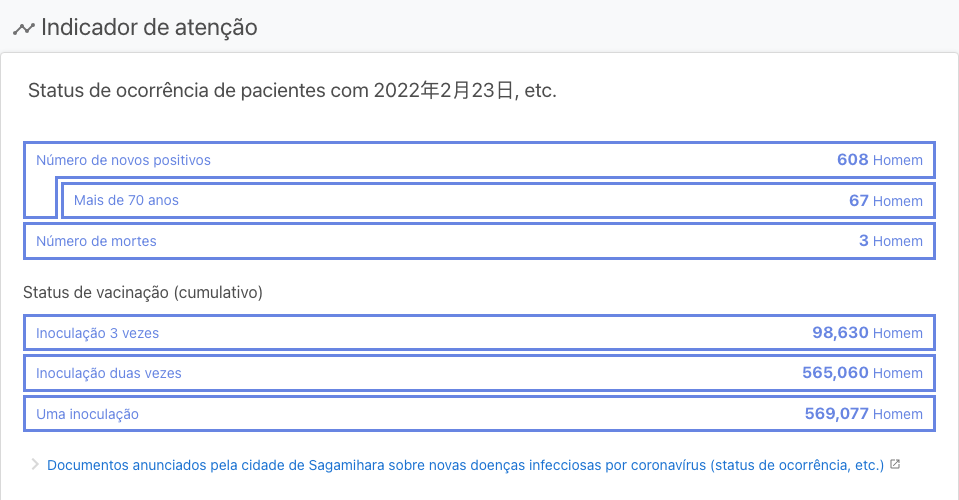 Indicador de atenção
Status de ocorrência de pacientes com 2022年2月23日, etc.
Número de novos positivos 608 Homem
Mais de 70 anos 67 Homem
Número de mortes 3 Homem
Status de vacinação (cumulativo)
Inoculação 3 vezes 98,630 Homem
Inoculação duas vezes 565,060 Homem
Uma inoculação 569,077 Homem
Documentos anunciados pela cidade de Sagamihara sobre novas doenças infecciosas por coronavírus (status de ocorrência, etc.)